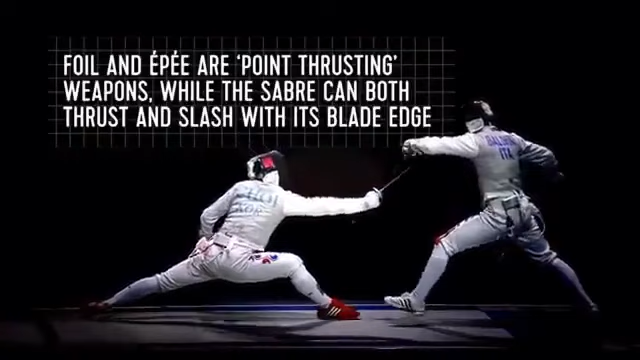 FOIL AND ÉPÉE ARE ‘POINT THRUSTING’
WEAPONS, WHILE THE SABRE CAN BOTH
THRUST AND SLASH WITH ITS BLADE EDGE
ITA